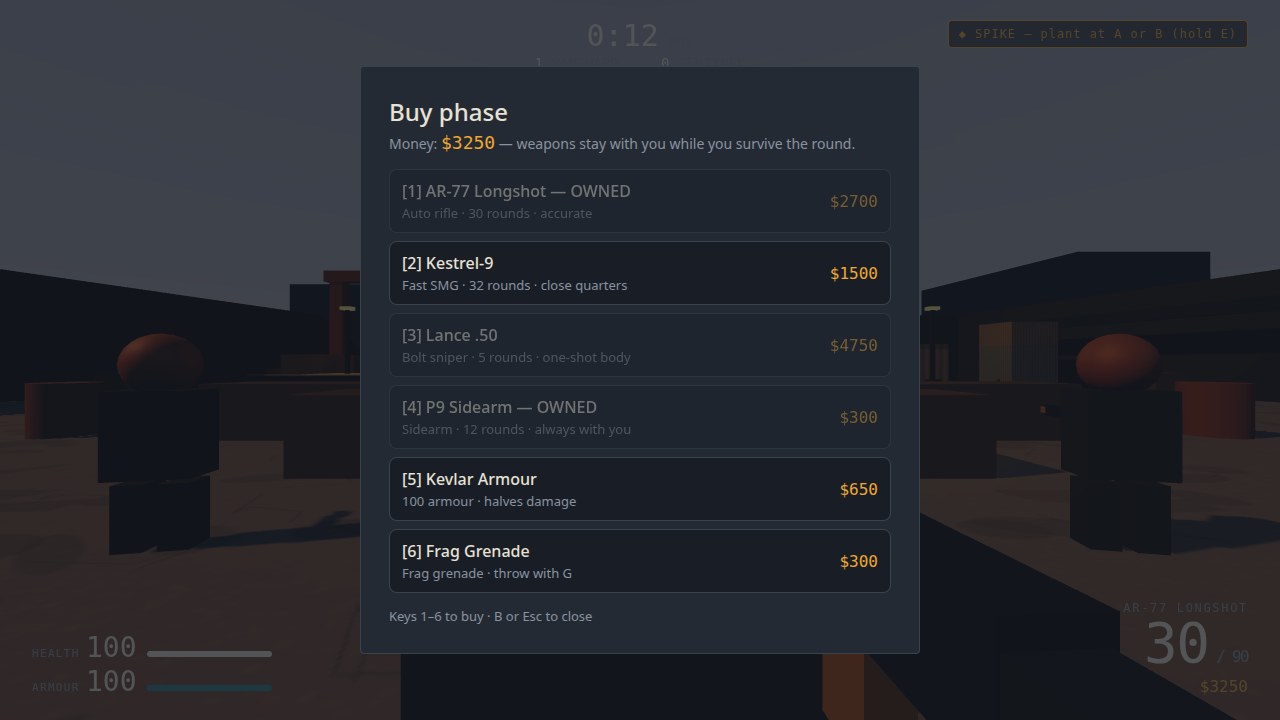 0:12
◆ SPIKE — plant at A or B (hold E)
1 0
Buy phase
Money: $3250 — weapons stay with you while you survive the round.
[1] AR-77 Longshot — OWNED
Auto rifle · 30 rounds · accurate
$2700
[2] Kestrel-9
Fast SMG · 32 rounds · close quarters
$1500
[3] Lance .50
Bolt sniper · 5 rounds · one-shot body
$4750
[4] P9 Sidearm — OWNED
Sidearm · 12 rounds · always with you
$300
[5] Kevlar Armour
100 armour · halves damage
$650
[6] Frag Grenade
Frag grenade · throw with G
$300
Keys 1–6 to buy · B or Esc to close
HEALTH 100
ARMOUR 100
AR-77 LONGSHOT
30 / 90
$3250